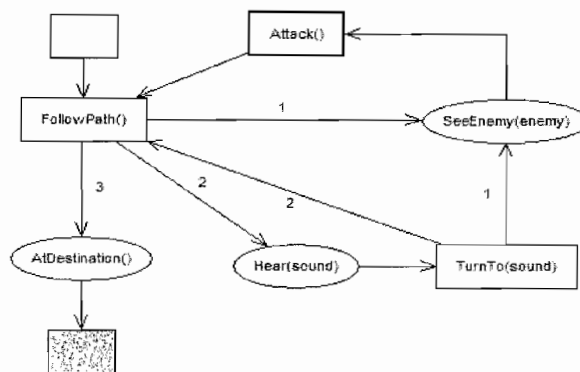 Attack()
FollowPath()
1
SeeEnemy(enemy)
3
2
2
1
AtDestination()
Hear(sound)
TurnTo(sound)